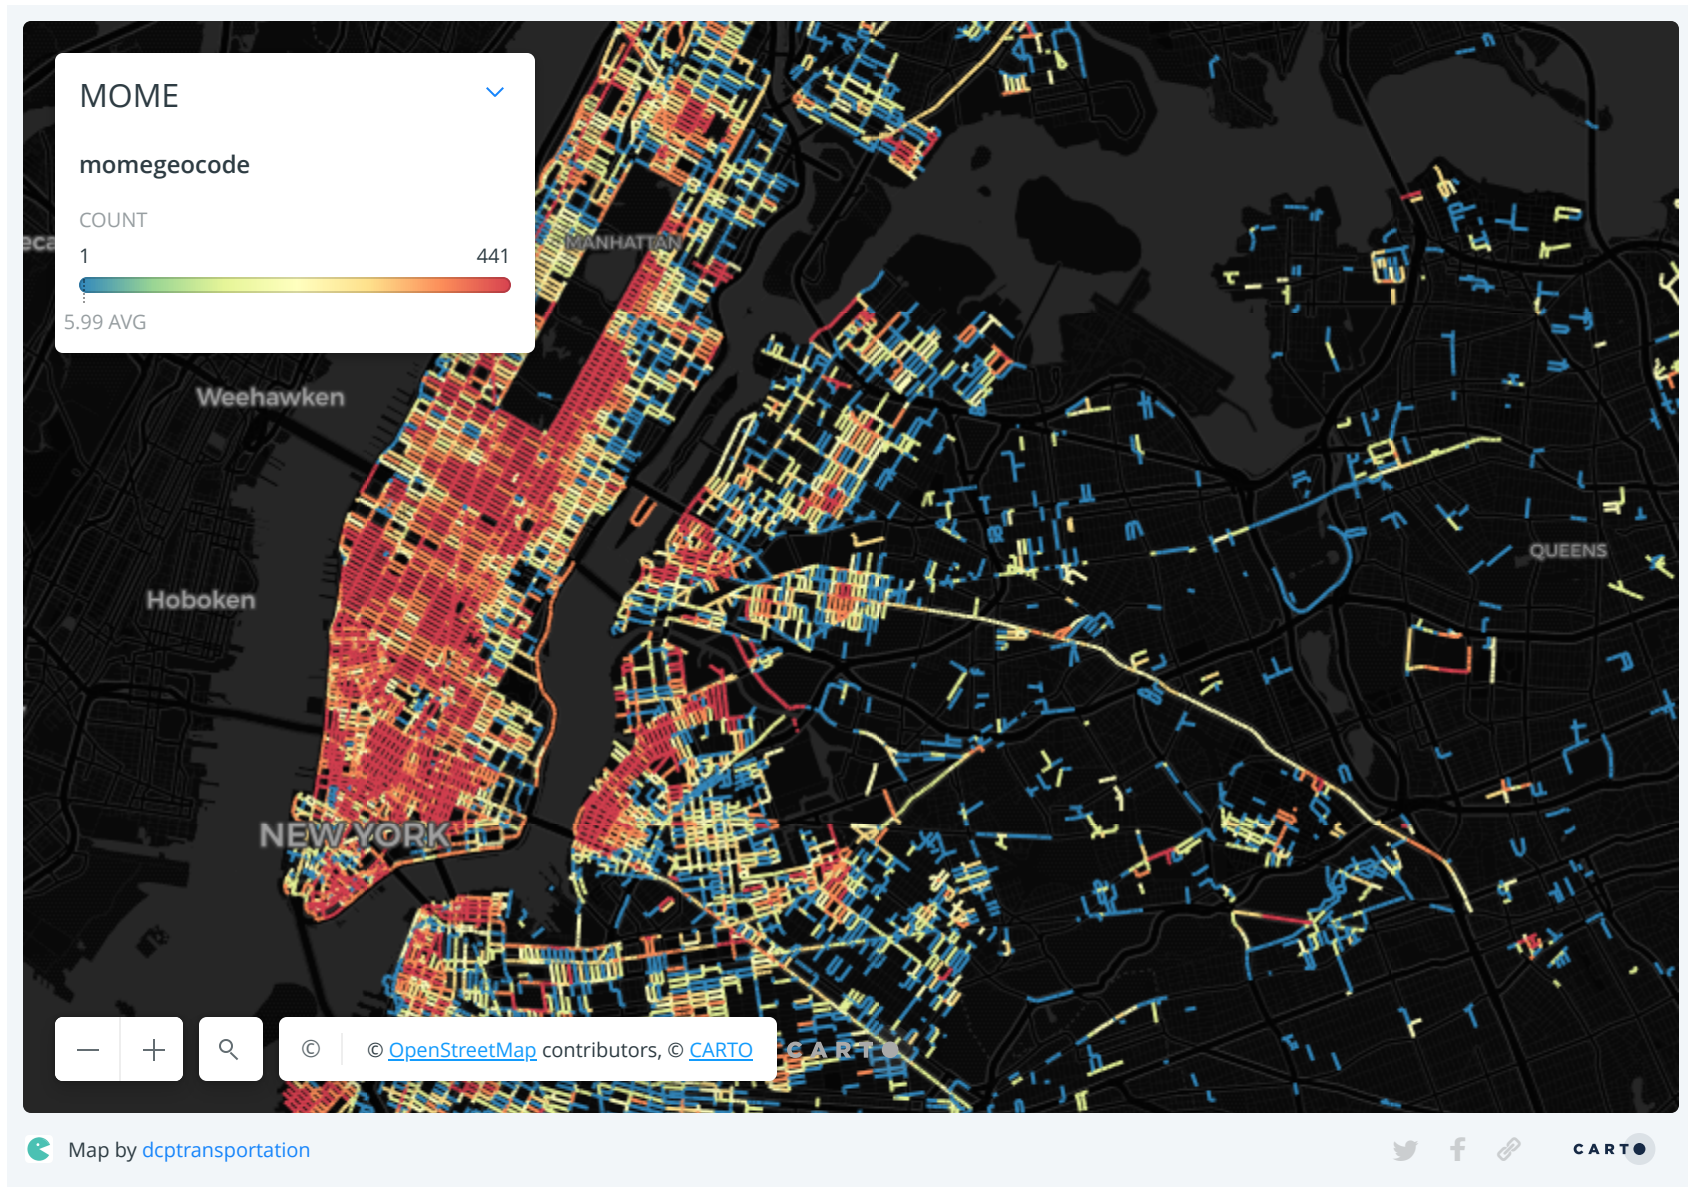 MOME
momegeocode
COUNT
1 441
5.99 AVG
MANHATTAN
eca
Weehawken
Hoboken
QUEENS
NEW YORK
©
© OpenStreetMap contributors, © CARTO
CARTO
Map by dcptransportation
CARTO